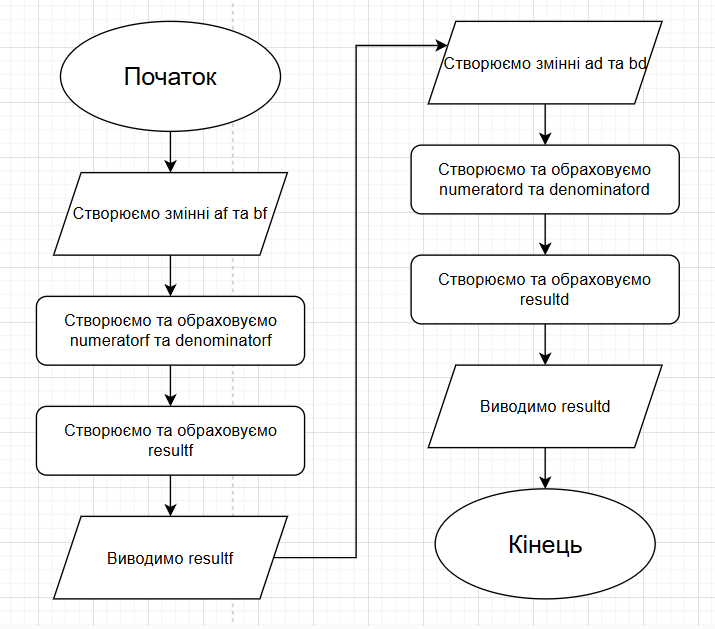 Початок
Створюємо змінні af та bf
Створюємо та обраховуємо
numeratorf та denominatorf
Створюємо та обраховуємо
resultf
Виводимо resultf
Створюємо змінні ad та bd
Створюємо та обраховуємо
numeratord та denominatord
Створюємо та обраховуємо
resultd
Виводимо resultd
Кінець